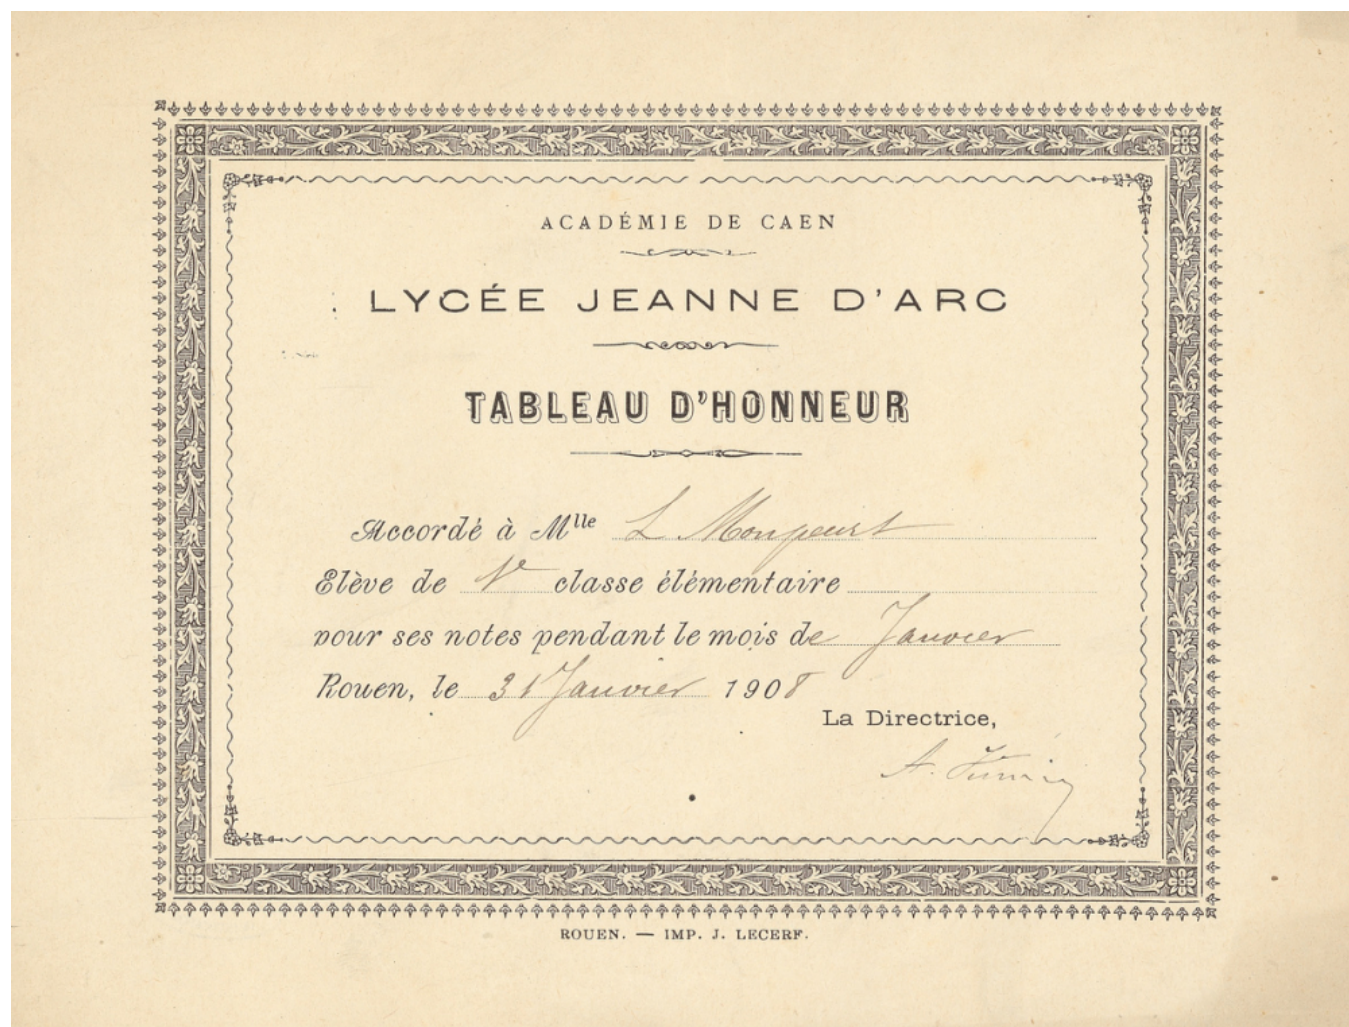 ACADÉMIE DE CAEN
LYCÉE JEANNE D'ARC
TABLEAU D'HONNEUR
Accordé à Mlle L
Elève de 1re classe élémentaire
pour ses notes pendant le mois de Janvier
Rouen, le 31 Janvier 1908
La Directrice,
A.
ROUEN. — IMP. J. LECERF.